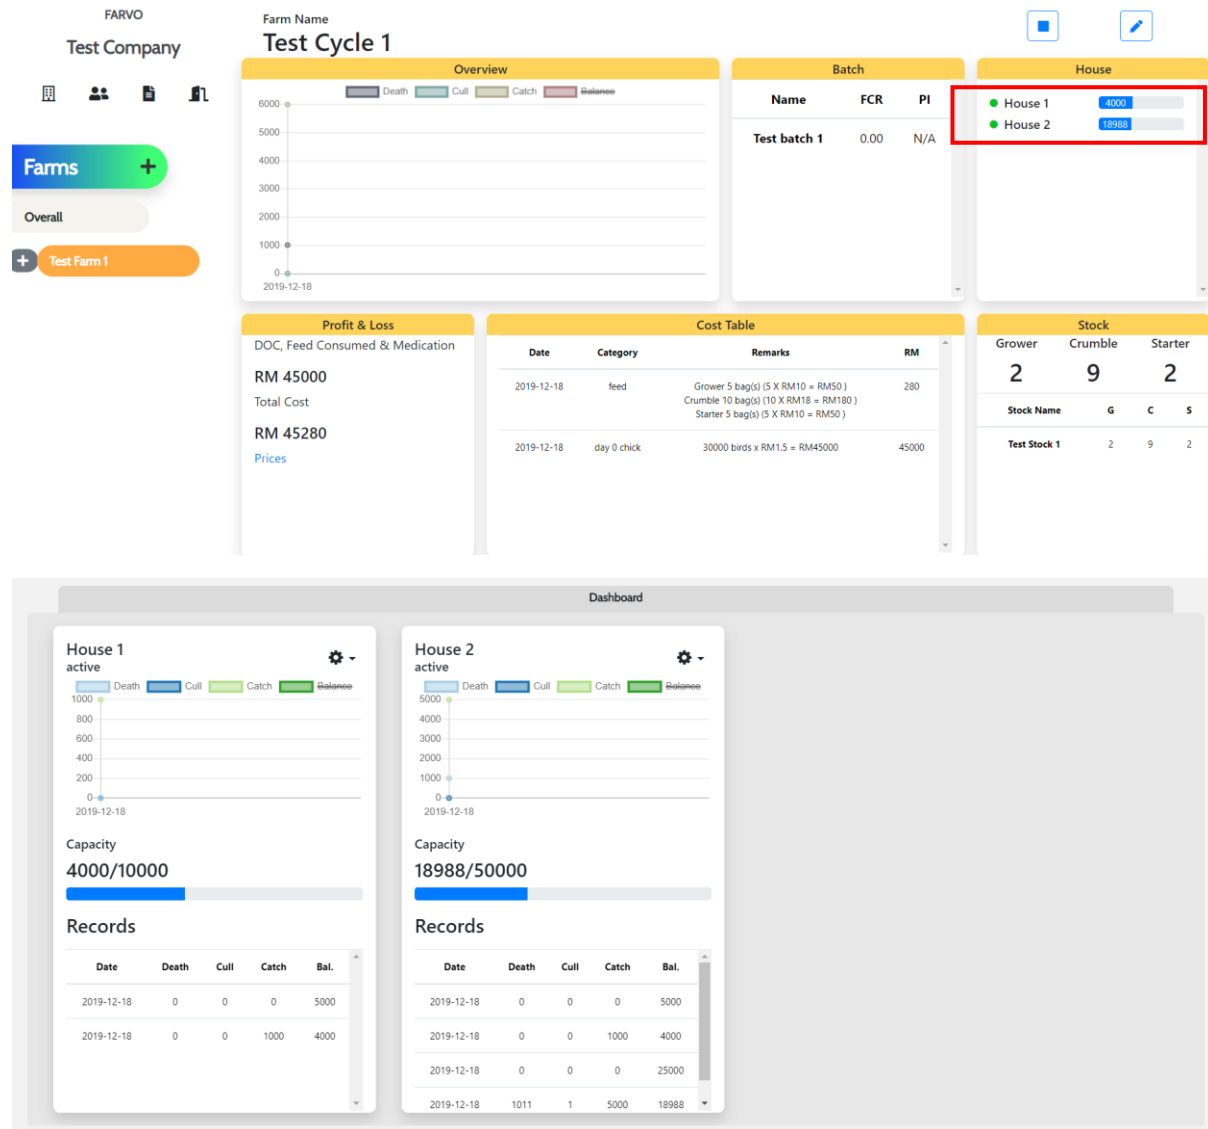 FARVO
Test Company
Farms +
Overall
+ Test Farm 1
Farm Name
Test Cycle 1
Overview
Death Cull Catch Balance
6000
5000
4000
3000
2000
1000
0
2019-12-18
Batch
Name FCR PI
Test batch 1 0.00 N/A
House
House 1 4000
House 2 18988
Profit & Loss
DOC, Feed Consumed & Medication
RM 45000
Total Cost
RM 45280
Prices
Cost Table
Date Category Remarks RM
2019-12-18 feed Grower 5 bag(s) (5 X RM10 = RM50 ) 280
Crumble 10 bag(s) (10 X RM18 = RM180 )
Starter 5 bag(s) (5 X RM10 = RM50 )
2019-12-18 day 0 chick 30000 birds x RM1.5 = RM45000 45000
Stock
Grower Crumble Starter
2 9 2
Stock Name G C S
Test Stock 1 2 9 2
Dashboard
House 1
active
Death Cull Catch Balance
1000
800
600
400
200
0
2019-12-18
Capacity
4000/10000
Records
Date Death Cull Catch Bal.
2019-12-18 0 0 0 5000
2019-12-18 0 0 1000 4000
House 2
active
Death Cull Catch Balance
5000
4000
3000
2000
1000
0
2019-12-18
Capacity
18988/50000
Records
Date Death Cull Catch Bal.
2019-12-18 0 0 0 5000
2019-12-18 0 0 1000 4000
2019-12-18 0 0 0 25000
2019-12-18 1011 1 5000 18988